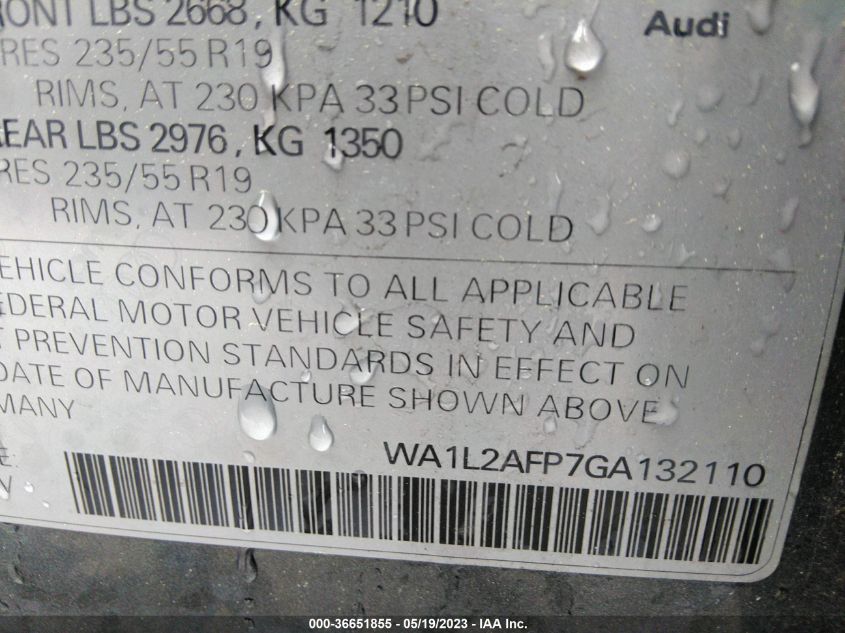 RONT LBS 2668, KG 1210
Audi
RES 235/55 R19
RIMS, AT 230 KPA 33 PSI COLD
REAR LBS 2976, KG 1350
RES 235/55 R19
RIMS, AT 230 KPA 33 PSI COLD
EHICLE CONFORMS TO ALL APPLICABLE
EDERAL MOTOR VEHICLE SAFETY AND
T PREVENTION STANDARDS IN EFFECT ON
DATE OF MANUFACTURE SHOWN ABOVE
MANY
WA1L2AFP7GA132110
E:
Y
000-36651855 - 05/19/2023 - IAA Inc.